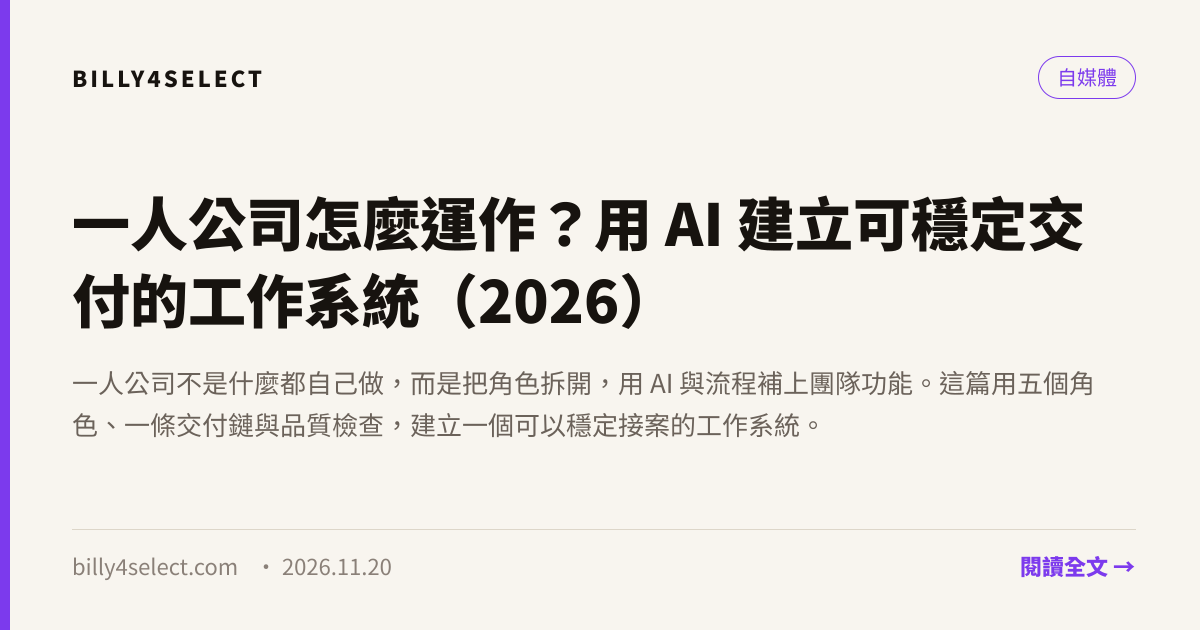 BILLY4SELECT
自媒體
一人公司怎麼運作？用 AI 建立可穩定交
付的工作系統（2026）
一人公司不是什麼都自己做，而是把角色拆開，用 AI 與流程補上團隊功能。這篇用五個角
色、一條交付鏈與品質檢查，建立一個可以穩定接案的工作系統。
billy4select.com ・ 2026.11.20
閱讀全文 →